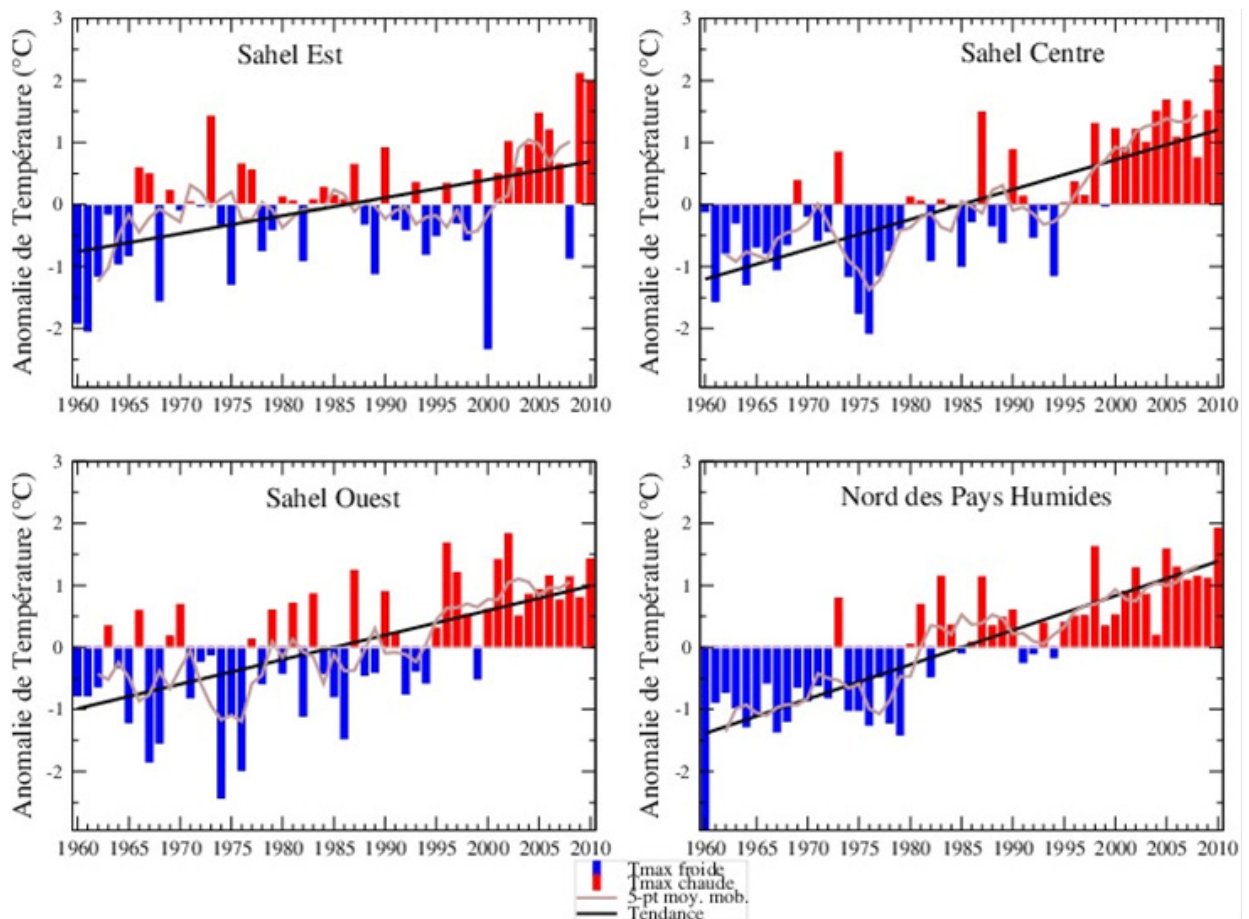 Sahel Est
Anomalie de Température (°C)
3
2
1
0
-1
-2
1960 1965 1970 1975 1980 1985 1990 1995 2000 2005 2010
Sahel Centre
Anomalie de Température (°C)
3
2
1
0
-1
-2
1960 1965 1970 1975 1980 1985 1990 1995 2000 2005 2010
Sahel Ouest
Anomalie de Température (°C)
3
2
1
0
-1
-2
1960 1965 1970 1975 1980 1985 1990 1995 2000 2005 2010
Nord des Pays Humides
Anomalie de Température (°C)
3
2
1
0
-1
-2
1960 1965 1970 1975 1980 1985 1990 1995 2000 2005 2010
Tmax froide
Tmax chaude
5-pt moy. mob.
Tendance